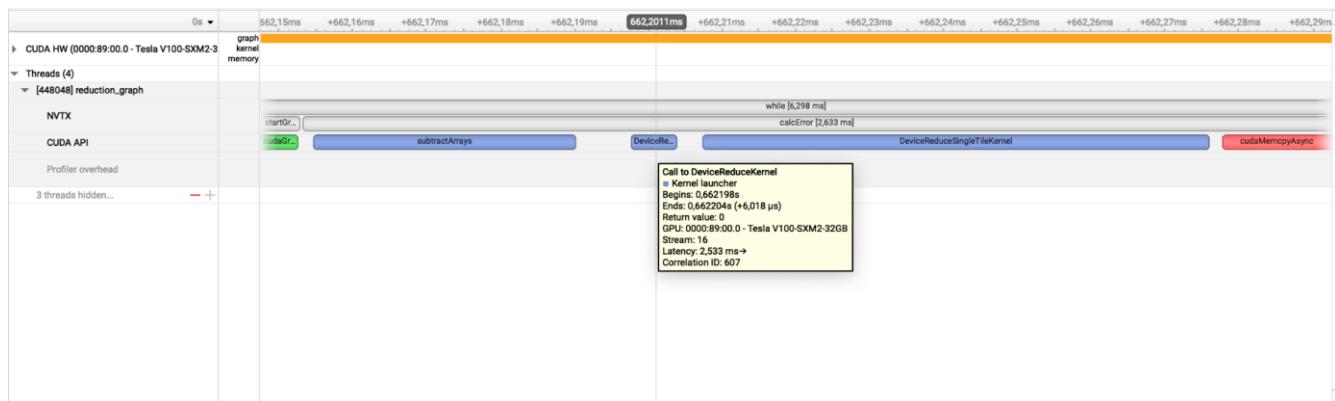 0s 662,15ms +662,16ms +662,17ms +662,18ms +662,19ms 662,2011ms +662,21ms +662,22ms +662,23ms +662,24ms +662,25ms +662,26ms +662,27ms +662,28ms +662,29m
CUDA HW (0000:89:00.0 - Tesla V100-SXM2-3
graph
kernel
memory
Threads (4)
[448048] reduction_graph
NVTX
while [6,298 ms]
startGr... calcError [2,633 ms]
CUDA API
cudaGr... subtractArrays DeviceRe... DeviceReduceSingleTileKernel cudaMemcpyAsync
Profiler overhead
3 threads hidden...
Call to DeviceReduceKernel
Kernel launcher
Begins: 0,662198s
Ends: 0,662204s (+6,018 μs)
Return value: 0
GPU: 0000:89:00.0 - Tesla V100-SXM2-32GB
Stream: 16
Latency: 2,533 ms→
Correlation ID: 607